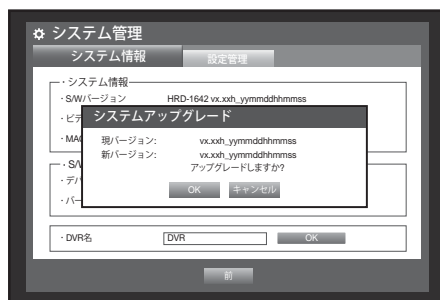 システム管理
システム情報
設定管理
・システム情報
・S/Wバージョン HRD-1642 vx.xxh_yymmddhhmmss
・ビデ
システムアップグレード
・MAC
現バージョン: vx.xxh_yymmddhhmmss
新バージョン: vx.xxh_yymmddhhmmss
アップグレードしますか?
OK キャンセル
・S/W
・デバ
・バー
・DVR名 DVR OK
前